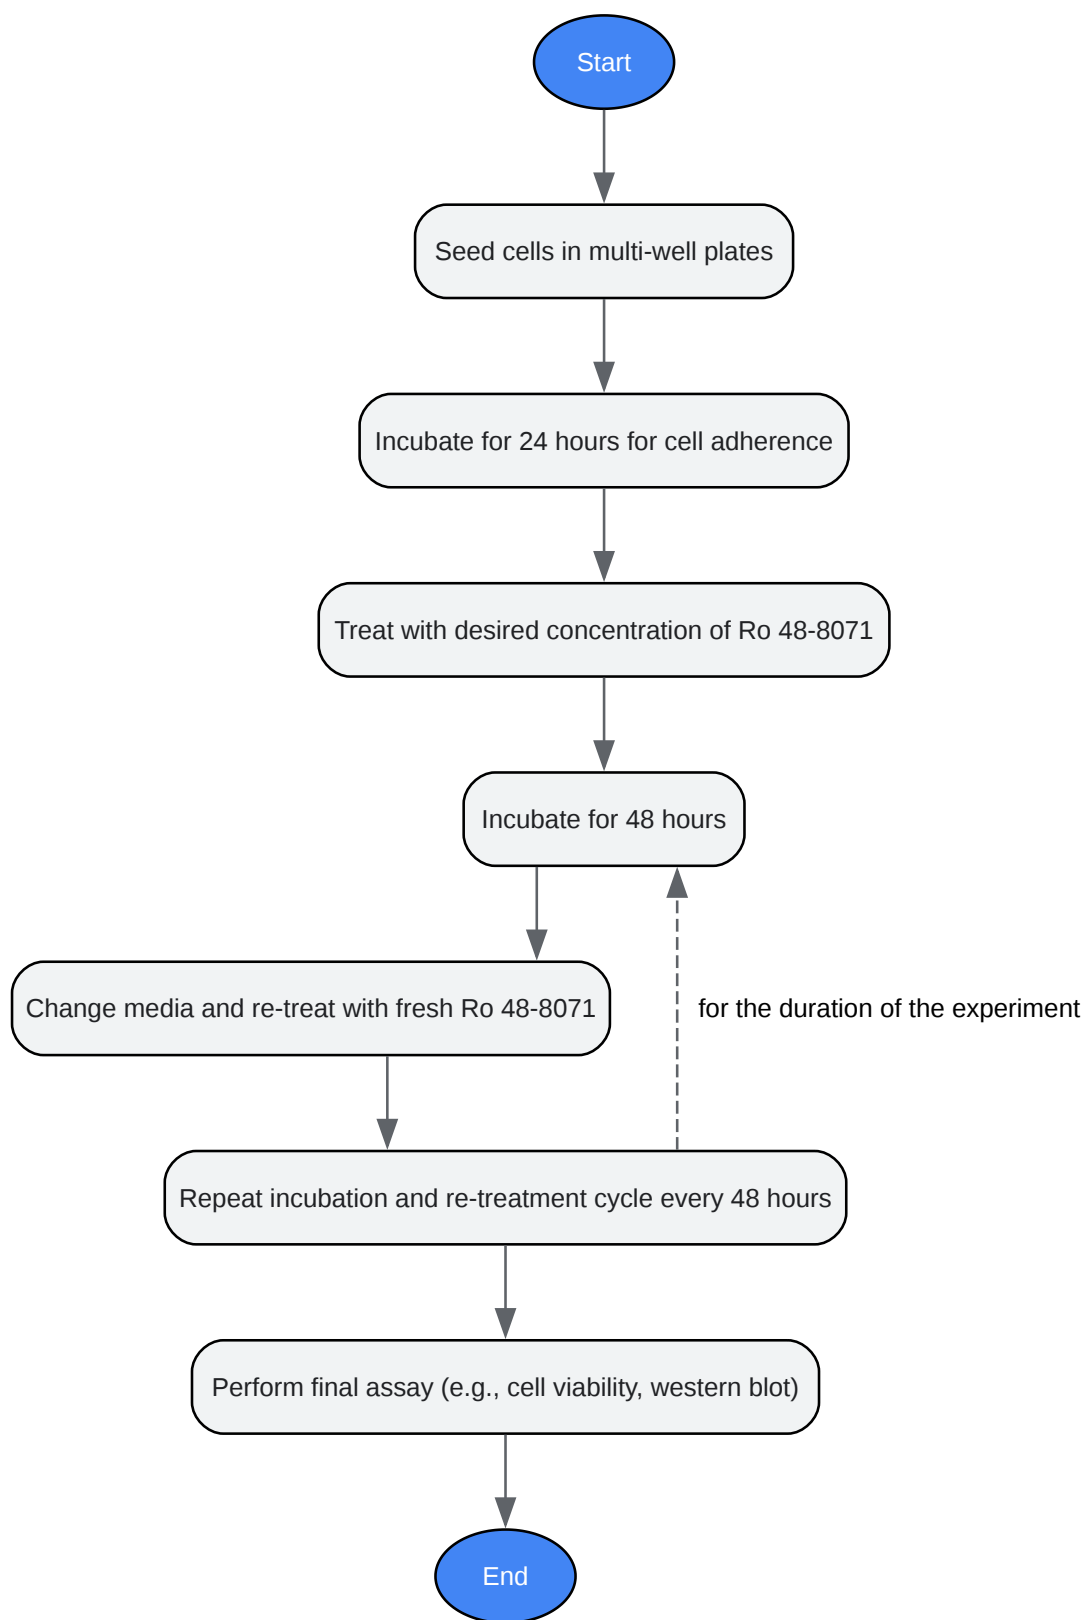 Start
Seed cells in multi-well plates
Incubate for 24 hours for cell adherence
Treat with desired concentration of Ro 48-8071
Incubate for 48 hours
Change media and re-treat with fresh Ro 48-8071
for the duration of the experiment
Repeat incubation and re-treatment cycle every 48 hours
Perform final assay (e.g., cell viability, western blot)
End